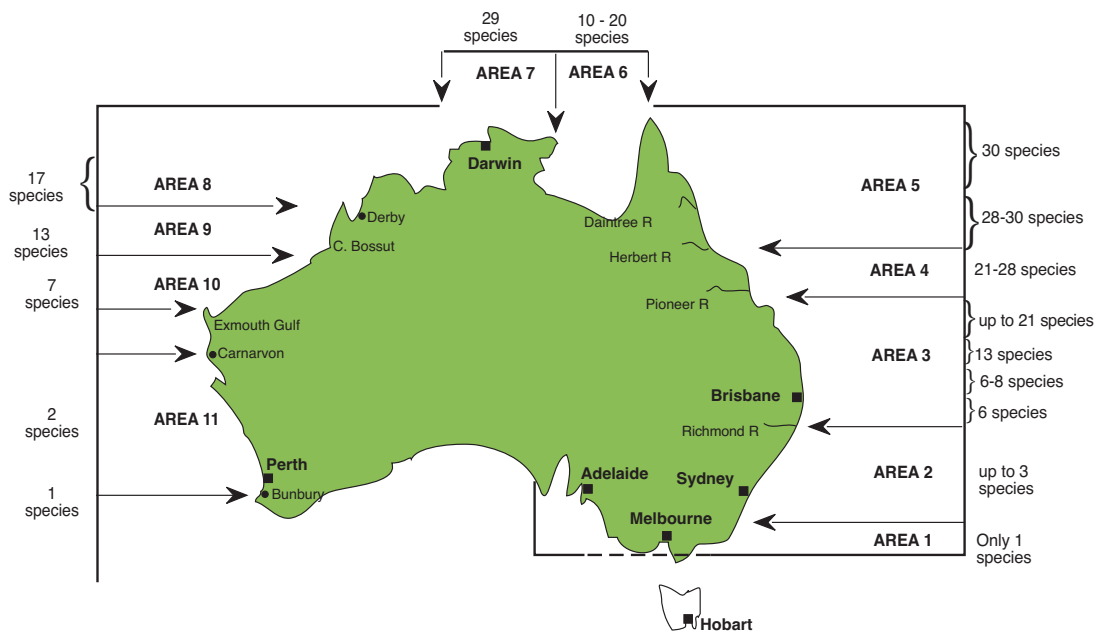 29
species
10 - 20
species
AREA 7
AREA 6
Darwin
30 species
17
species
AREA 8
AREA 5
Derby
Daintree R
28-30 species
13
species
AREA 9
C. Bossut
Herbert R
AREA 4
21-28 species
7
species
AREA 10
Exmouth Gulf
Pioneer R
up to 21 species
Carnarvon
AREA 3
13 species
6-8 species
Brisbane
6 species
2
species
AREA 11
Richmond R
Perth
Adelaide
Sydney
AREA 2
up to 3
species
1
species
Bunbury
Melbourne
AREA 1
Only 1
species
Hobart